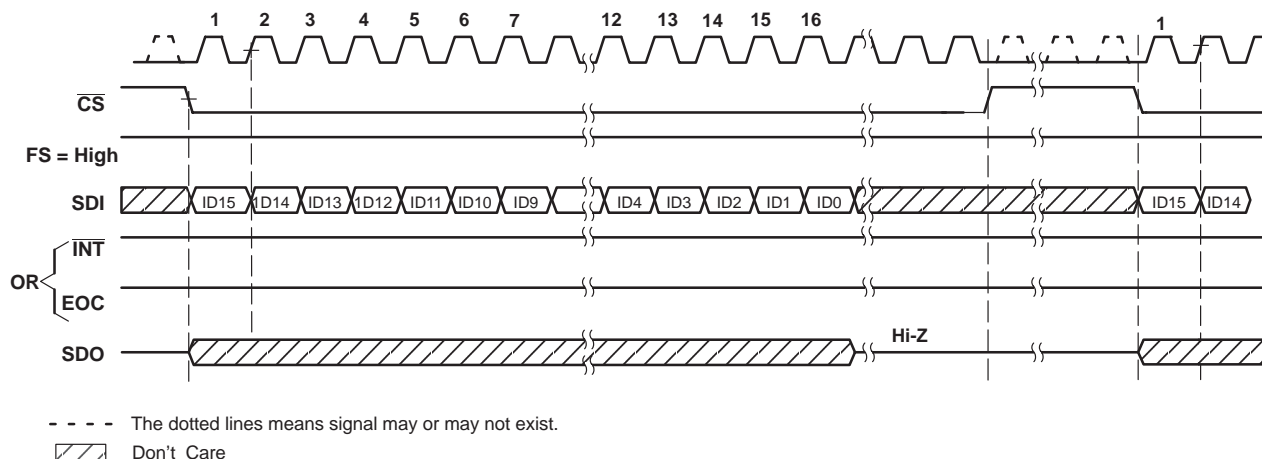 1 2 3 4 5 6 7 12 13 14 15 16 1
CS
FS = High
SDI ID15 1D14 ID13 1D12 ID11 ID10 ID9 ID4 ID3 ID2 ID1 ID0 ID15 ID14
INT
OR
EOC
SDO Hi-Z
The dotted lines means signal may or may not exist.
Don't Care